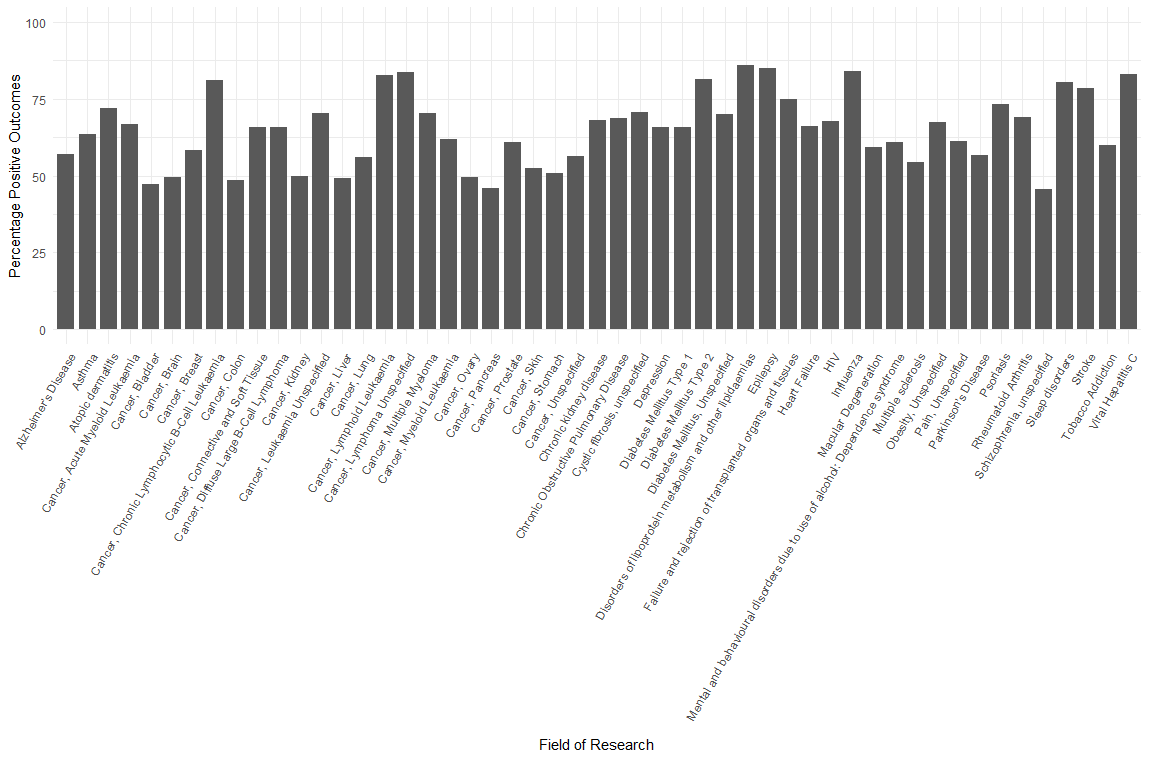 100
75
50
25
0
Percentage Positive Outcomes
Alzheimer's Disease
Asthma
Atopic dermatitis
Cancer, Acute Myeloid Leukaemia
Cancer, Bladder
Cancer, Brain
Cancer, Breast
Cancer, Chronic Lymphocytic B-Cell Leukaemia
Cancer, Colon
Cancer, Connective and Soft Tissue
Cancer, Diffuse Large B-Cell Lymphoma
Cancer, Kidney
Cancer, Leukaemia Unspecified
Cancer, Liver
Cancer, Lung
Cancer, Lymphoid Leukaemia
Cancer, Lymphoma Unspecified
Cancer, Multiple Myeloma
Cancer, Myeloid Leukaemia
Cancer, Ovary
Cancer, Pancreas
Cancer, Prostate
Cancer, Skin
Cancer, Stomach
Cancer, Unspecified
Chronic kidney disease
Chronic Obstructive Pulmonary Disease
Cystic fibrosis, unspecified
Depression
Diabetes Mellitus Type 1
Diabetes Mellitus Type 2
Diabetes Mellitus, Unspecified
Disorders of lipoprotein metabolism and other lipidaemias
Epilepsy
Failure and rejection of transplanted organs and tissues
Heart Failure
HIV
Influenza
Macular Degeneration
Mental and behavioural disorders due to use of alcohol: Dependence syndrome
Multiple sclerosis
Obesity, Unspecified
Pain, Unspecified
Parkinson's Disease
Psoriasis
Rheumatoid Arthritis
Schizophrenia, unspecified
Sleep disorders
Stroke
Tobacco Addiction
Viral Hepatitis C
Field of Research